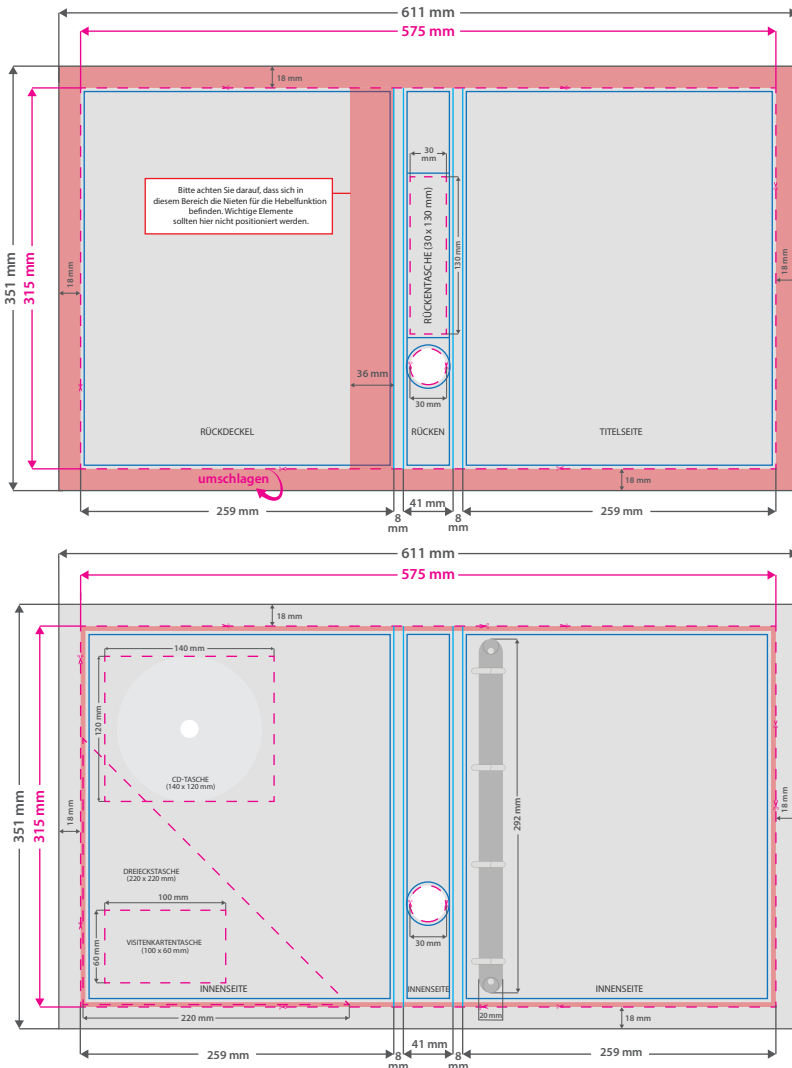 611 mm
575 mm
18 mm
30
mm
Bitte achten Sie darauf, dass sich in
diesem Bereich die Nieten für die Hebelfunktion
befinden. Wichtige Elemente
sollten hier nicht positioniert werden.
RÜCKENTASCHE (30 x 130 mm)
130 mm
351 mm
315 mm
18 mm
18 mm
36 mm
30 mm
RÜCKDECKEL
RÜCKEN
TITELSEITE
umschlagen
18 mm
259 mm
8
mm
41 mm
8
mm
259 mm
611 mm
575 mm
18 mm
140 mm
120 mm
CD-TASCHE
(140 x 120 mm)
292 mm
351 mm
315 mm
18 mm
18 mm
DREIECKSTASCHE
(220 x 220 mm)
100 mm
60 mm
VISITENKARTENTASCHE
(100 x 60 mm)
30 mm
INNENSEITE
INNENSEITE
INNENSEITE
220 mm
20 mm
18 mm
259 mm
8
mm
41 mm
8
mm
259 mm